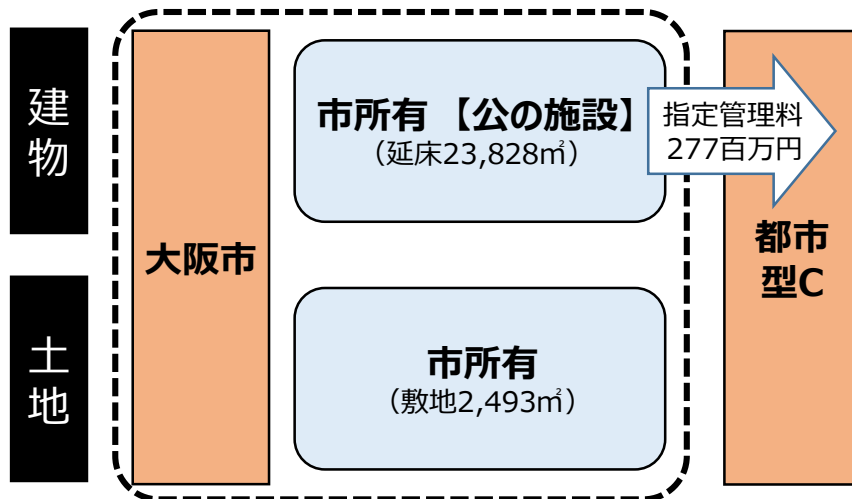 建物
大阪市
市所有 【公の施設】
（延床23,828㎡）
指定管理料
277百万円
都市
型C
土地
市所有
（敷地2,493㎡）